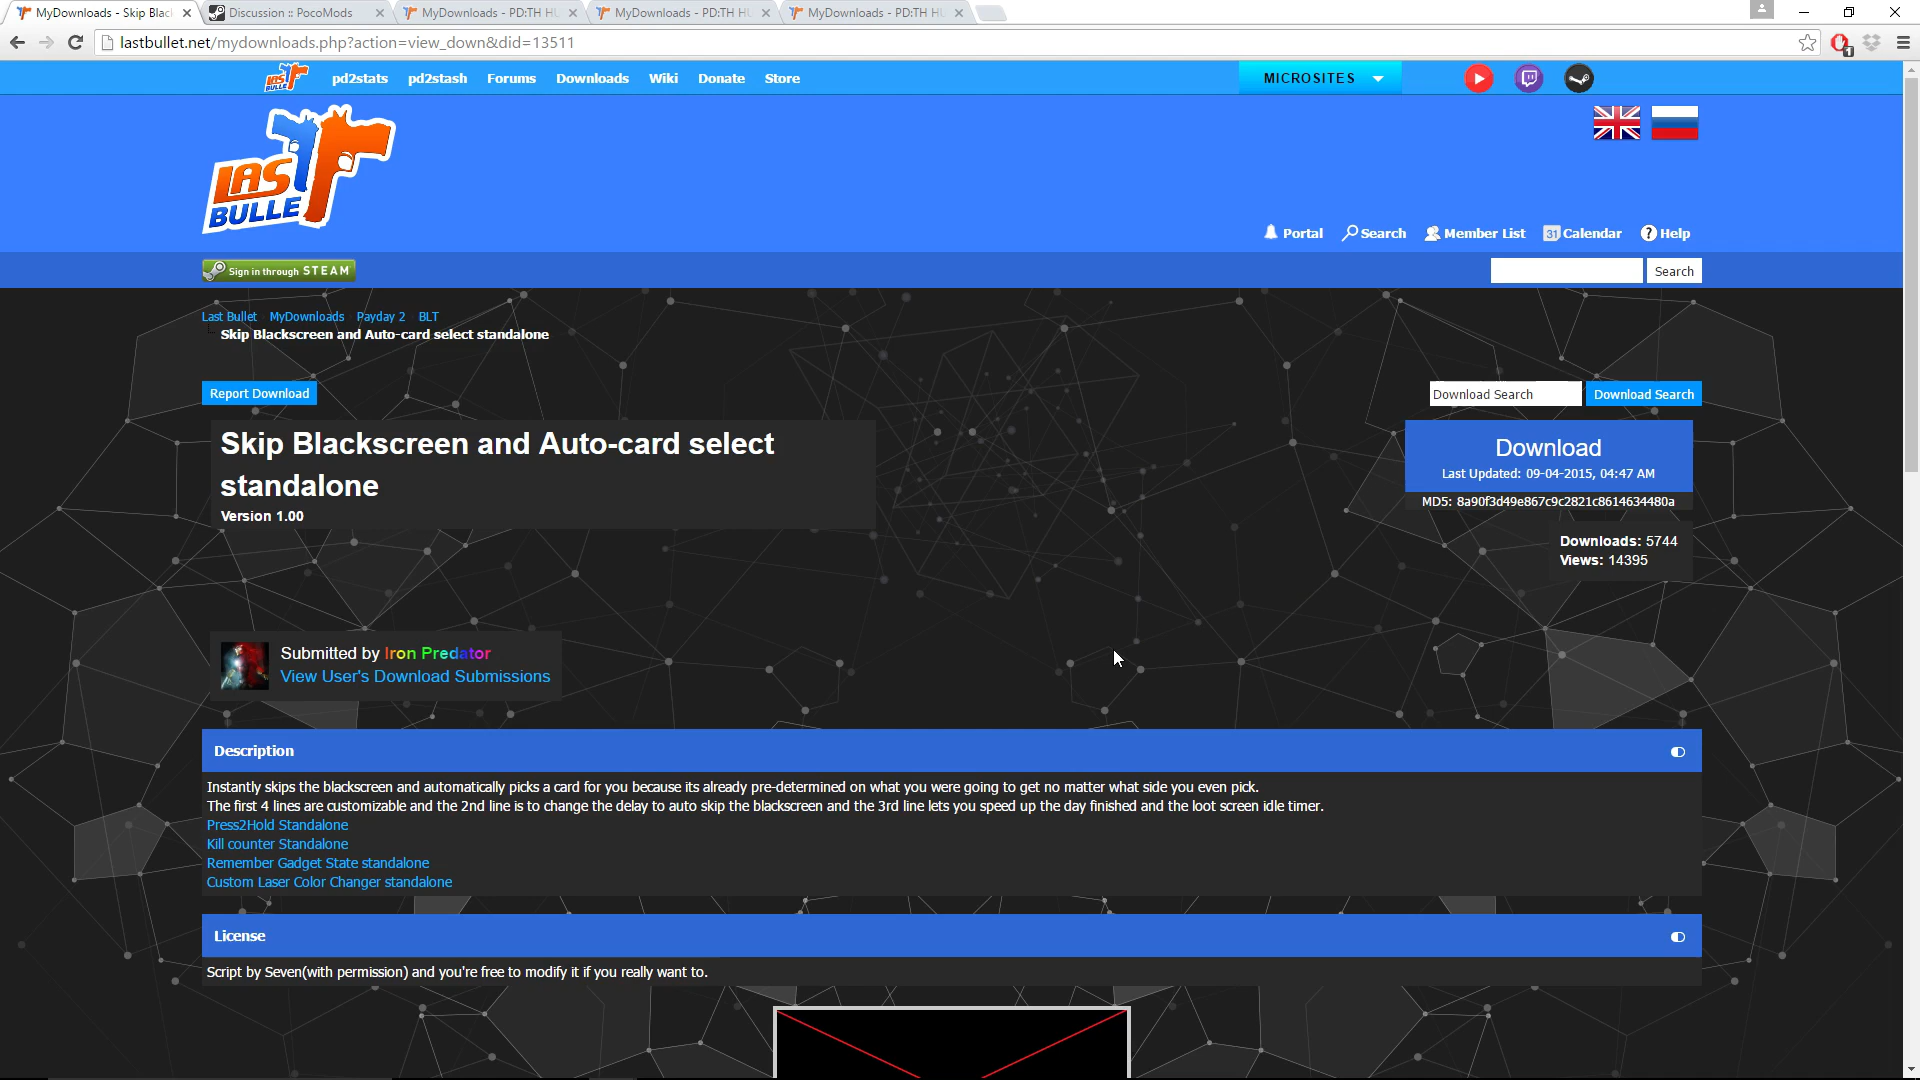 MyDownloads - Skip Blac
Discussion :: PocoMods
MyDownloads - PD:TH HU
MyDownloads - PD:TH HU
MyDownloads - PD:TH HU
lastbullet.net/mydownloads.php?action=view_down&did=13511
1
LAST BULLE
pd2stats
pd2stash
Forums
Downloads
Wiki
Donate
Store
MICROSITES
LAS
BULLE
Portal
Search
Member List
31 Calendar
? Help
Sign in through STEAM
Search
Last Bullet
MyDownloads
Payday 2
BLT
Skip Blackscreen and Auto-card select standalone
Report Download
Download Search
Download Search
Skip Blackscreen and Auto-card select
standalone
Version 1.00
Download
Last Updated: 09-04-2015, 04:47 AM
MD5: 8a90f3d49e867c9c2821c8614634480a
Downloads: 5744
Views: 14395
Submitted by Iron Predator
View User's Download Submissions
Description
Instantly skips the blackscreen and automatically picks a card for you because its already pre-determined on what you were going to get no matter what side you even pick.
The first 4 lines are customizable and the 2nd line is to change the delay to auto skip the blackscreen and the 3rd line lets you speed up the day finished and the loot screen idle timer.
Press2Hold Standalone
Kill counter Standalone
Remember Gadget State standalone
Custom Laser Color Changer standalone
License
Script by Seven(with permission) and you're free to modify it if you really want to.